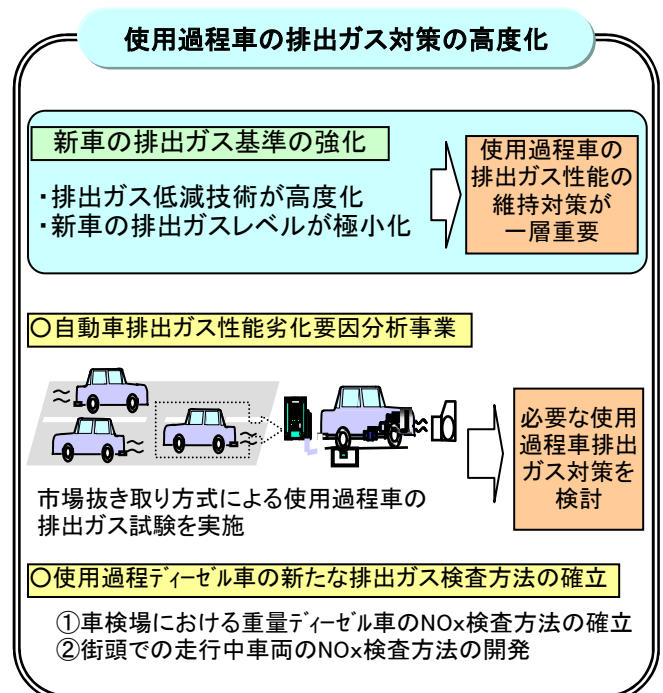 使用過程車の排出ガス対策の高度化
新車の排出ガス基準の強化
・排出ガス低減技術が高度化
・新車の排出ガスレベルが極小化
使用過程車の
排出ガス性能の
維持対策が
一層重要
○自動車排出ガス性能劣化要因分析事業
市場抜き取り方式による使用過程車の
排出ガス試験を実施
必要な使用
過程車排出
ガス対策を
検討
○使用過程ディーゼル車の新たな排出ガス検査方法の確立
①車検場における重量ディーゼル車のNOx検査方法の確立
②街頭での走行中車両のNOx検査方法の開発